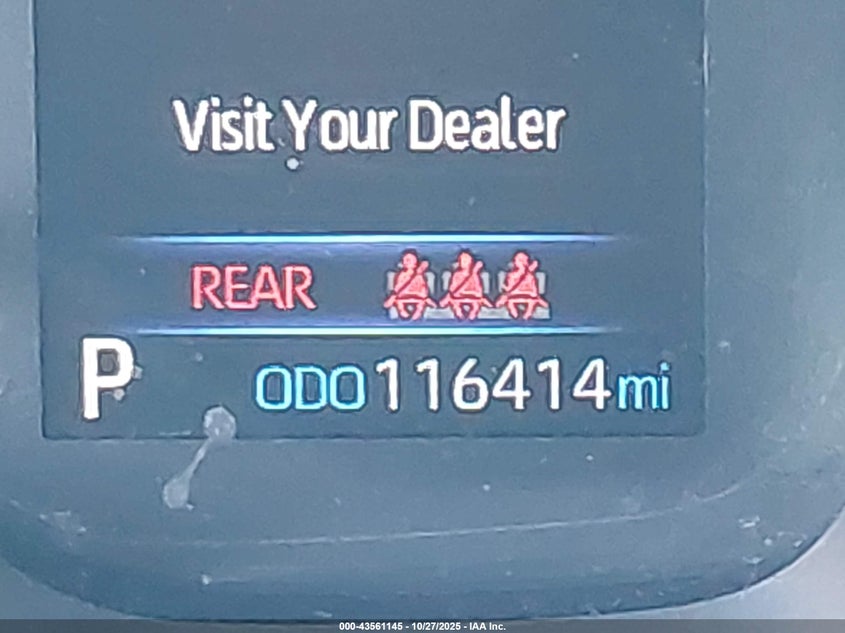 Visit Your Dealer
REAR
P
ODO 116414 mi
000-43561145 - 10/27/2025 - IAA Inc.